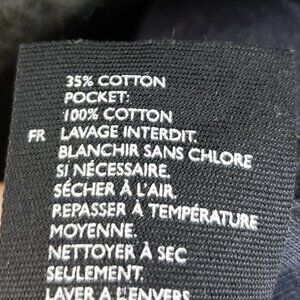 35% COTTON
POCKET:
100% COTTON
FR LAVAGE INTERDIT.
BLANCHIR SANS CHLORE
SI NÉCESSAIRE.
SÉCHER À L'AIR.
REPASSER À TEMPÉRATURE
MOYENNE.
NETTOYER À SEC
SEULEMENT.
LAVER A L'ENVERS